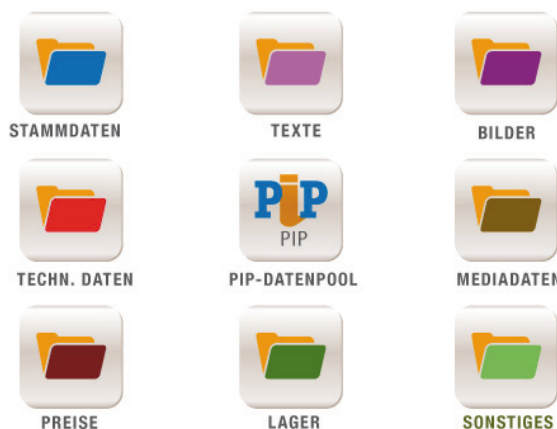 STAMMDATEN
TEXTE
BILDER
PiP
PIP
TECHN. DATEN
PIP-DATENPOOL
MEDIADATEN
PREISE
LAGER
SONSTIGES